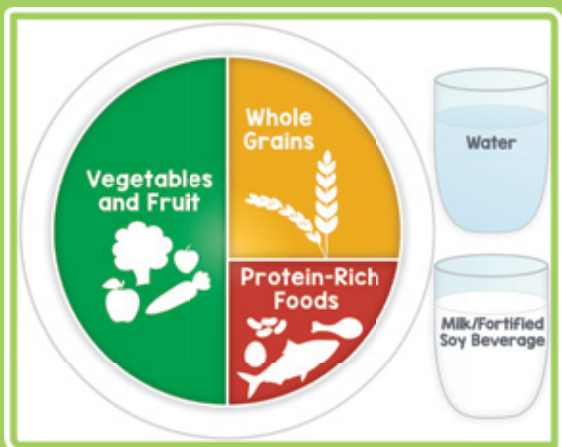 Vegetables
and Fruit
Whole
Grains
Protein-Rich
Foods
Water
Milk/Fortified
Soy Beverage